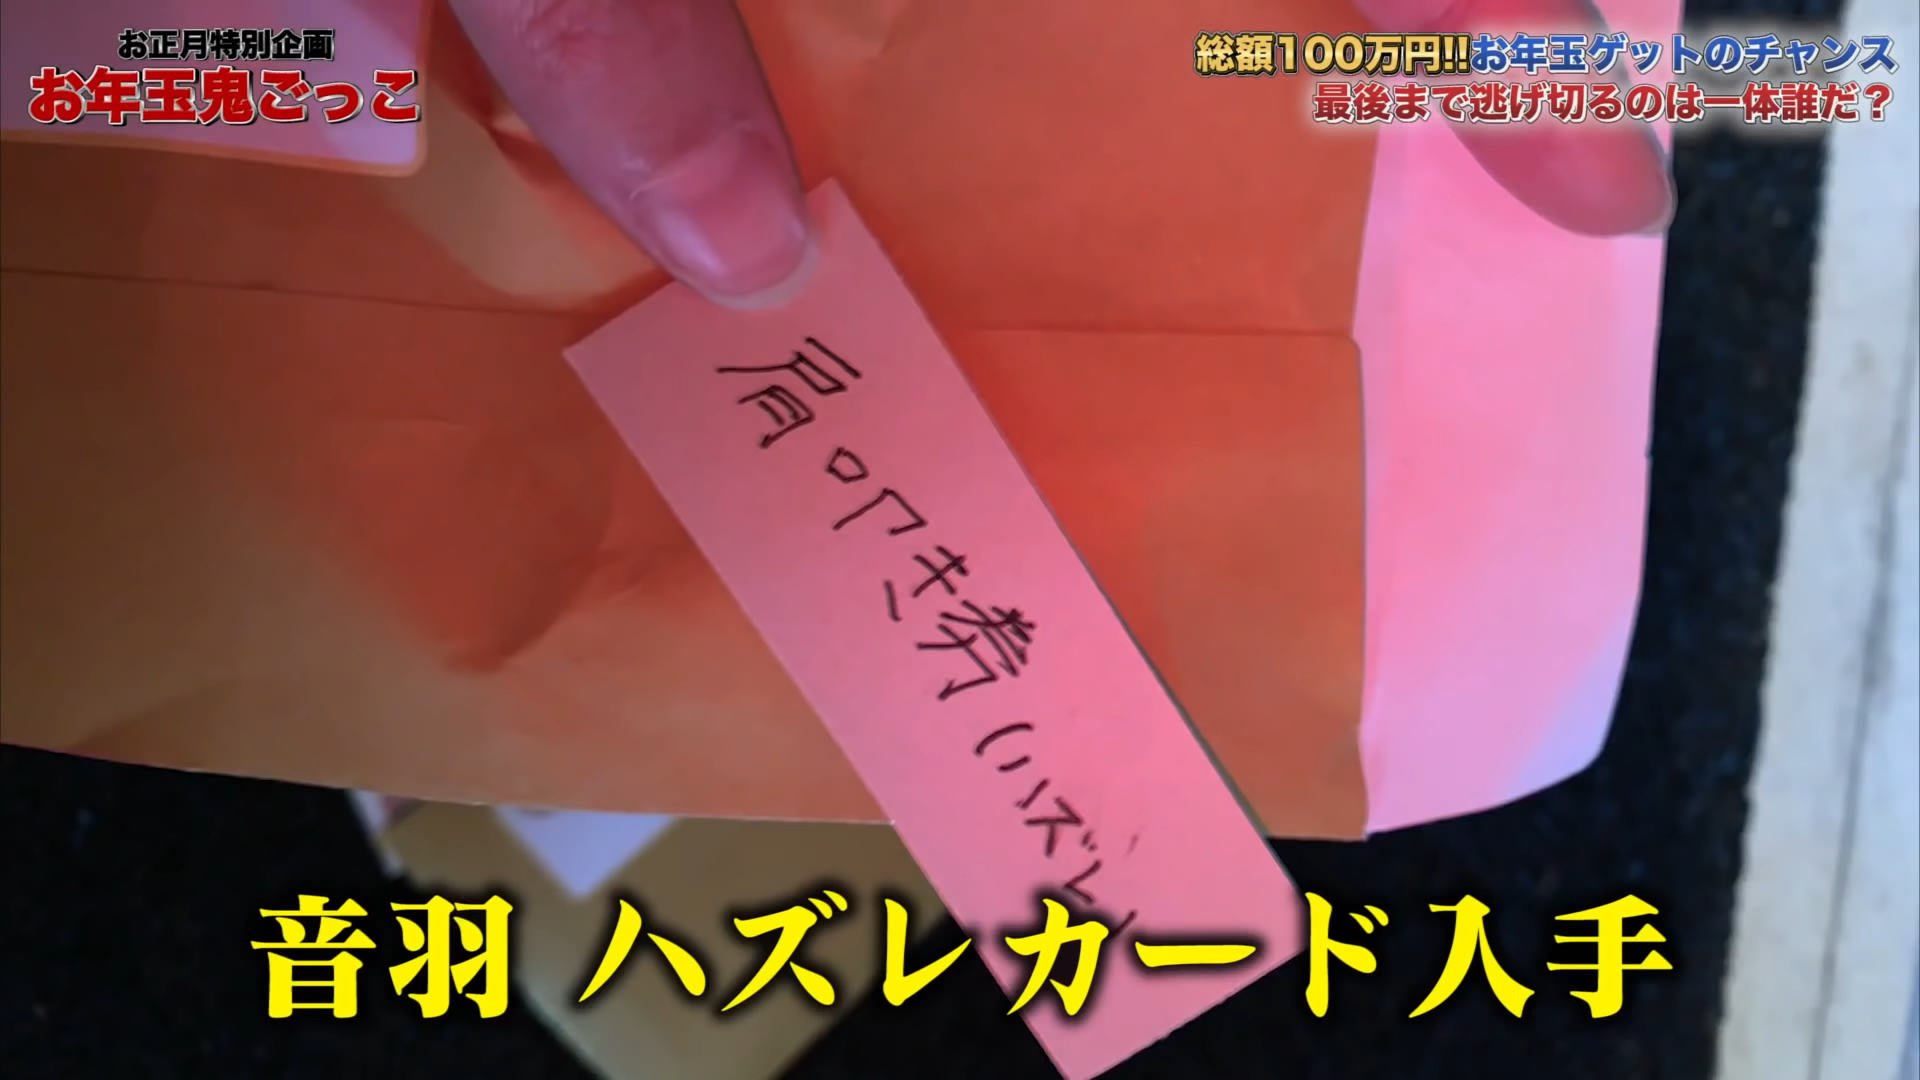 お正月特別企画
お年玉鬼ごっこ
総額100万円!!お年玉ゲットのチャンス
最後まで逃げ切るのは一体誰だ？
肩叩き券(ハズレ)
音羽 ハズレカード入手